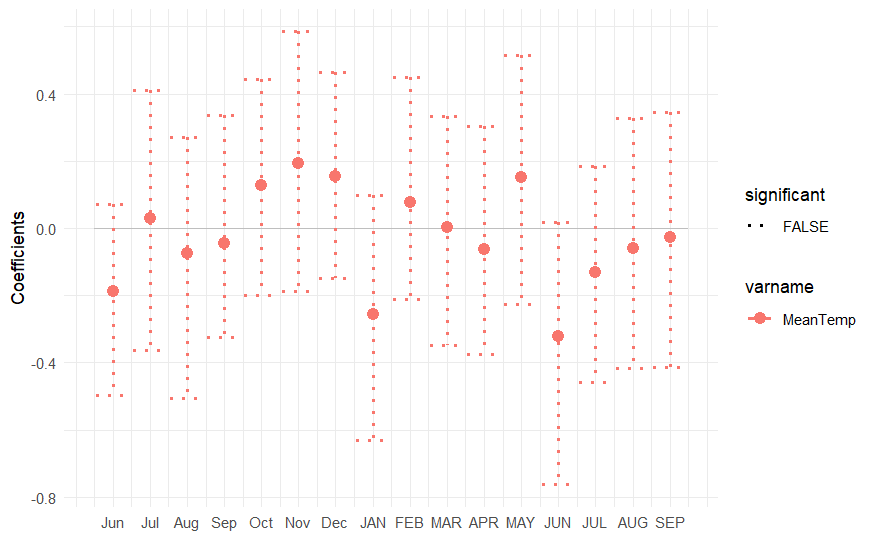 Coefficients
0.4
0.0
-0.4
-0.8
Jun Jul Aug Sep Oct Nov Dec JAN FEB MAR APR MAY JUN JUL AUG SEP
significant
FALSE
varname
MeanTemp